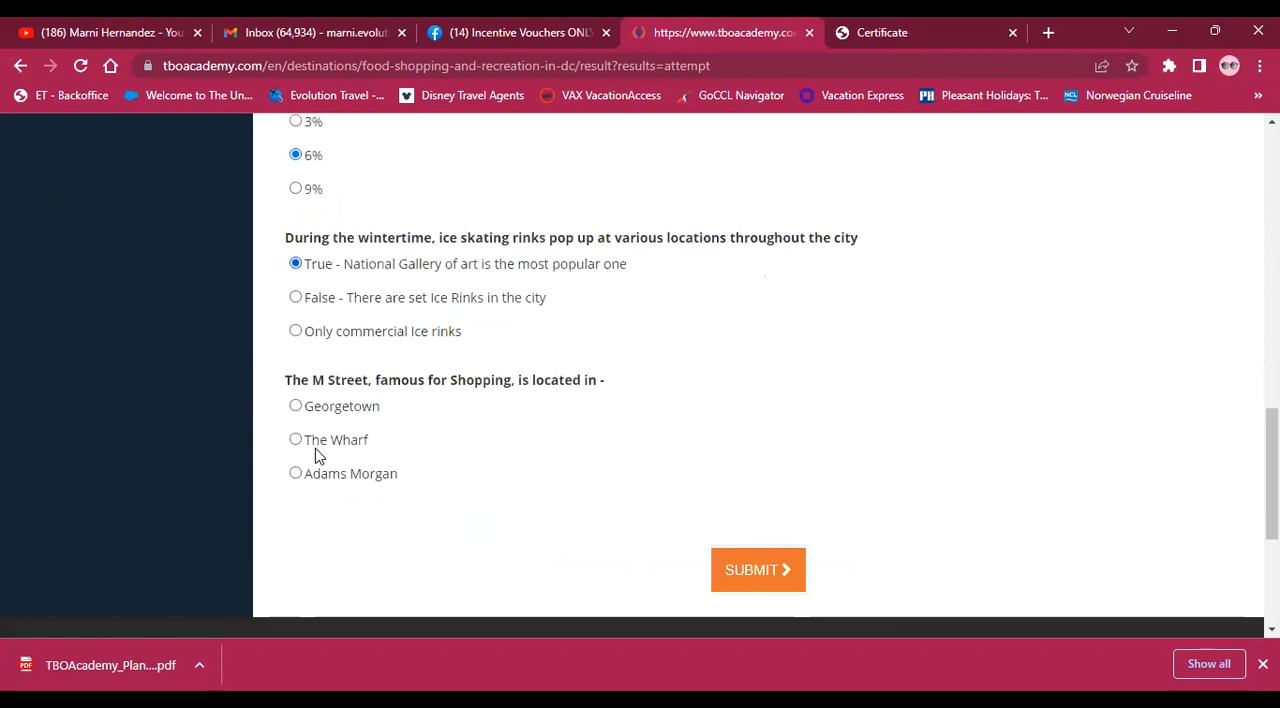 (186) Marni Hernandez - You
Inbox (64,934) - marni.evolut
(14) Incentive Vouchers ONLY
https://www.tboacademy.co
Certificate
tboacademy.com/en/destinations/food-shopping-and-recreation-in-dc/result?results=attempt
ET - Backoffice
Welcome to The Un...
Evolution Travel -...
Disney Travel Agents
VAX VacationAccess
GoCCL Navigator
Vacation Express
Pleasant Holidays: T...
Norwegian Cruiseline
»
3%
6%
9%
During the wintertime, ice skating rinks pop up at various locations throughout the city
True - National Gallery of art is the most popular one
False - There are set Ice Rinks in the city
Only commercial Ice rinks
The M Street, famous for Shopping, is located in -
Georgetown
The Wharf
Adams Morgan
SUBMIT
TBOAcademy_Plan....pdf
Show all